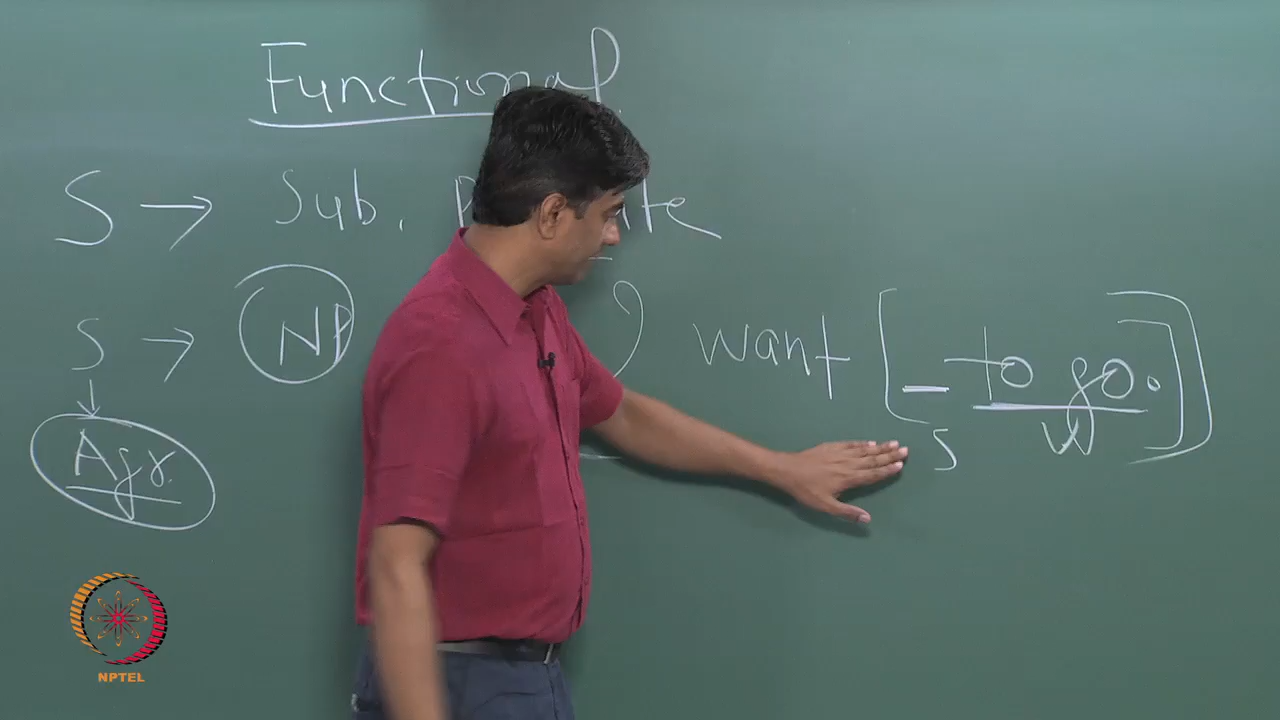 Functional
S → Sub.
S → NP want [ _ to go. ]]
Agr. S
NPTEL